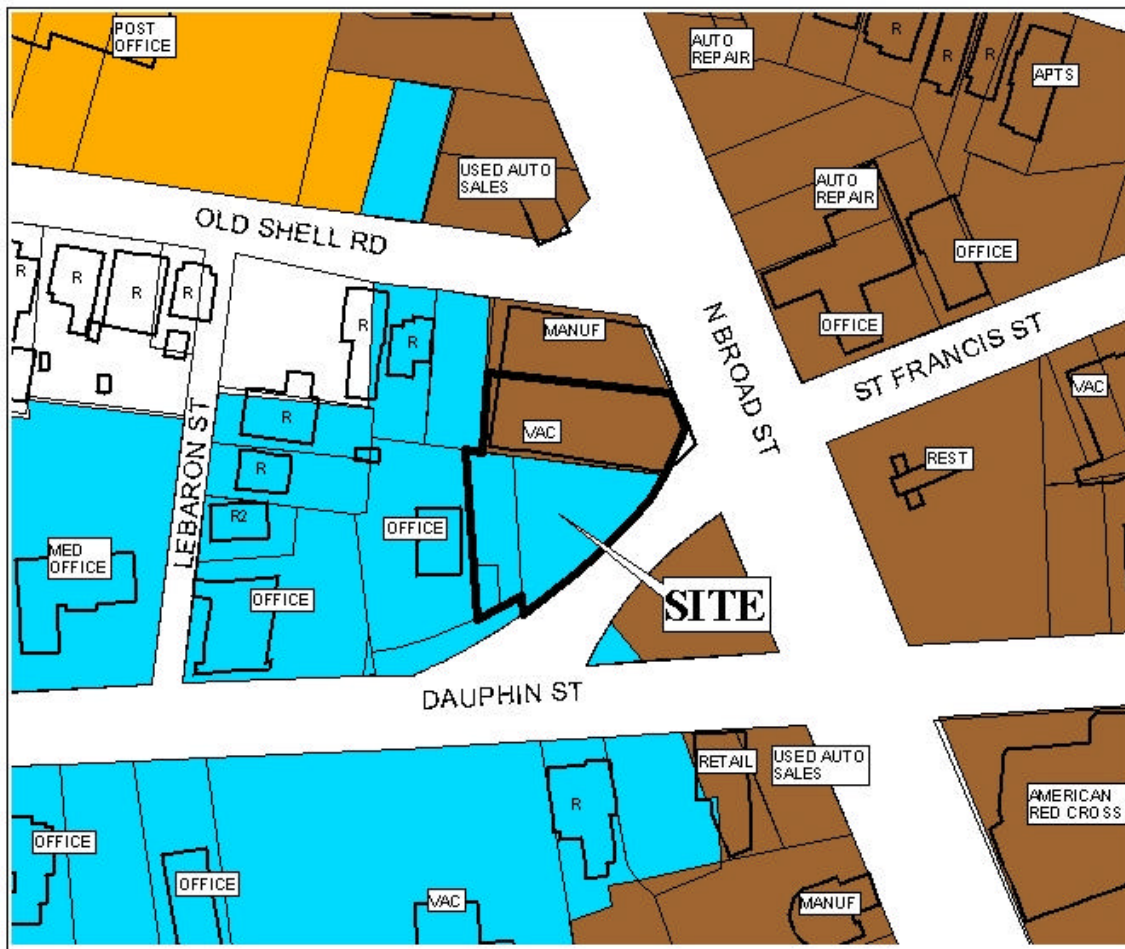 POST
OFFICE
AUTO
REPAIR
R
R
R
APTS
USED AUTO
SALES
AUTO
REPAIR
OLD SHELL RD
OFFICE
R
R
R
R
R
R
MANUF
OFFICE
N BROAD ST
ST FRANCIS ST
VAC
LEBARON ST
R
VAC
R
REST
R2
OFFICE
MED
OFFICE
OFFICE
SITE
DAUPHIN ST
RETAIL
USED AUTO
SALES
R
AMERICAN
RED CROSS
OFFICE
OFFICE
VAC
MANUF